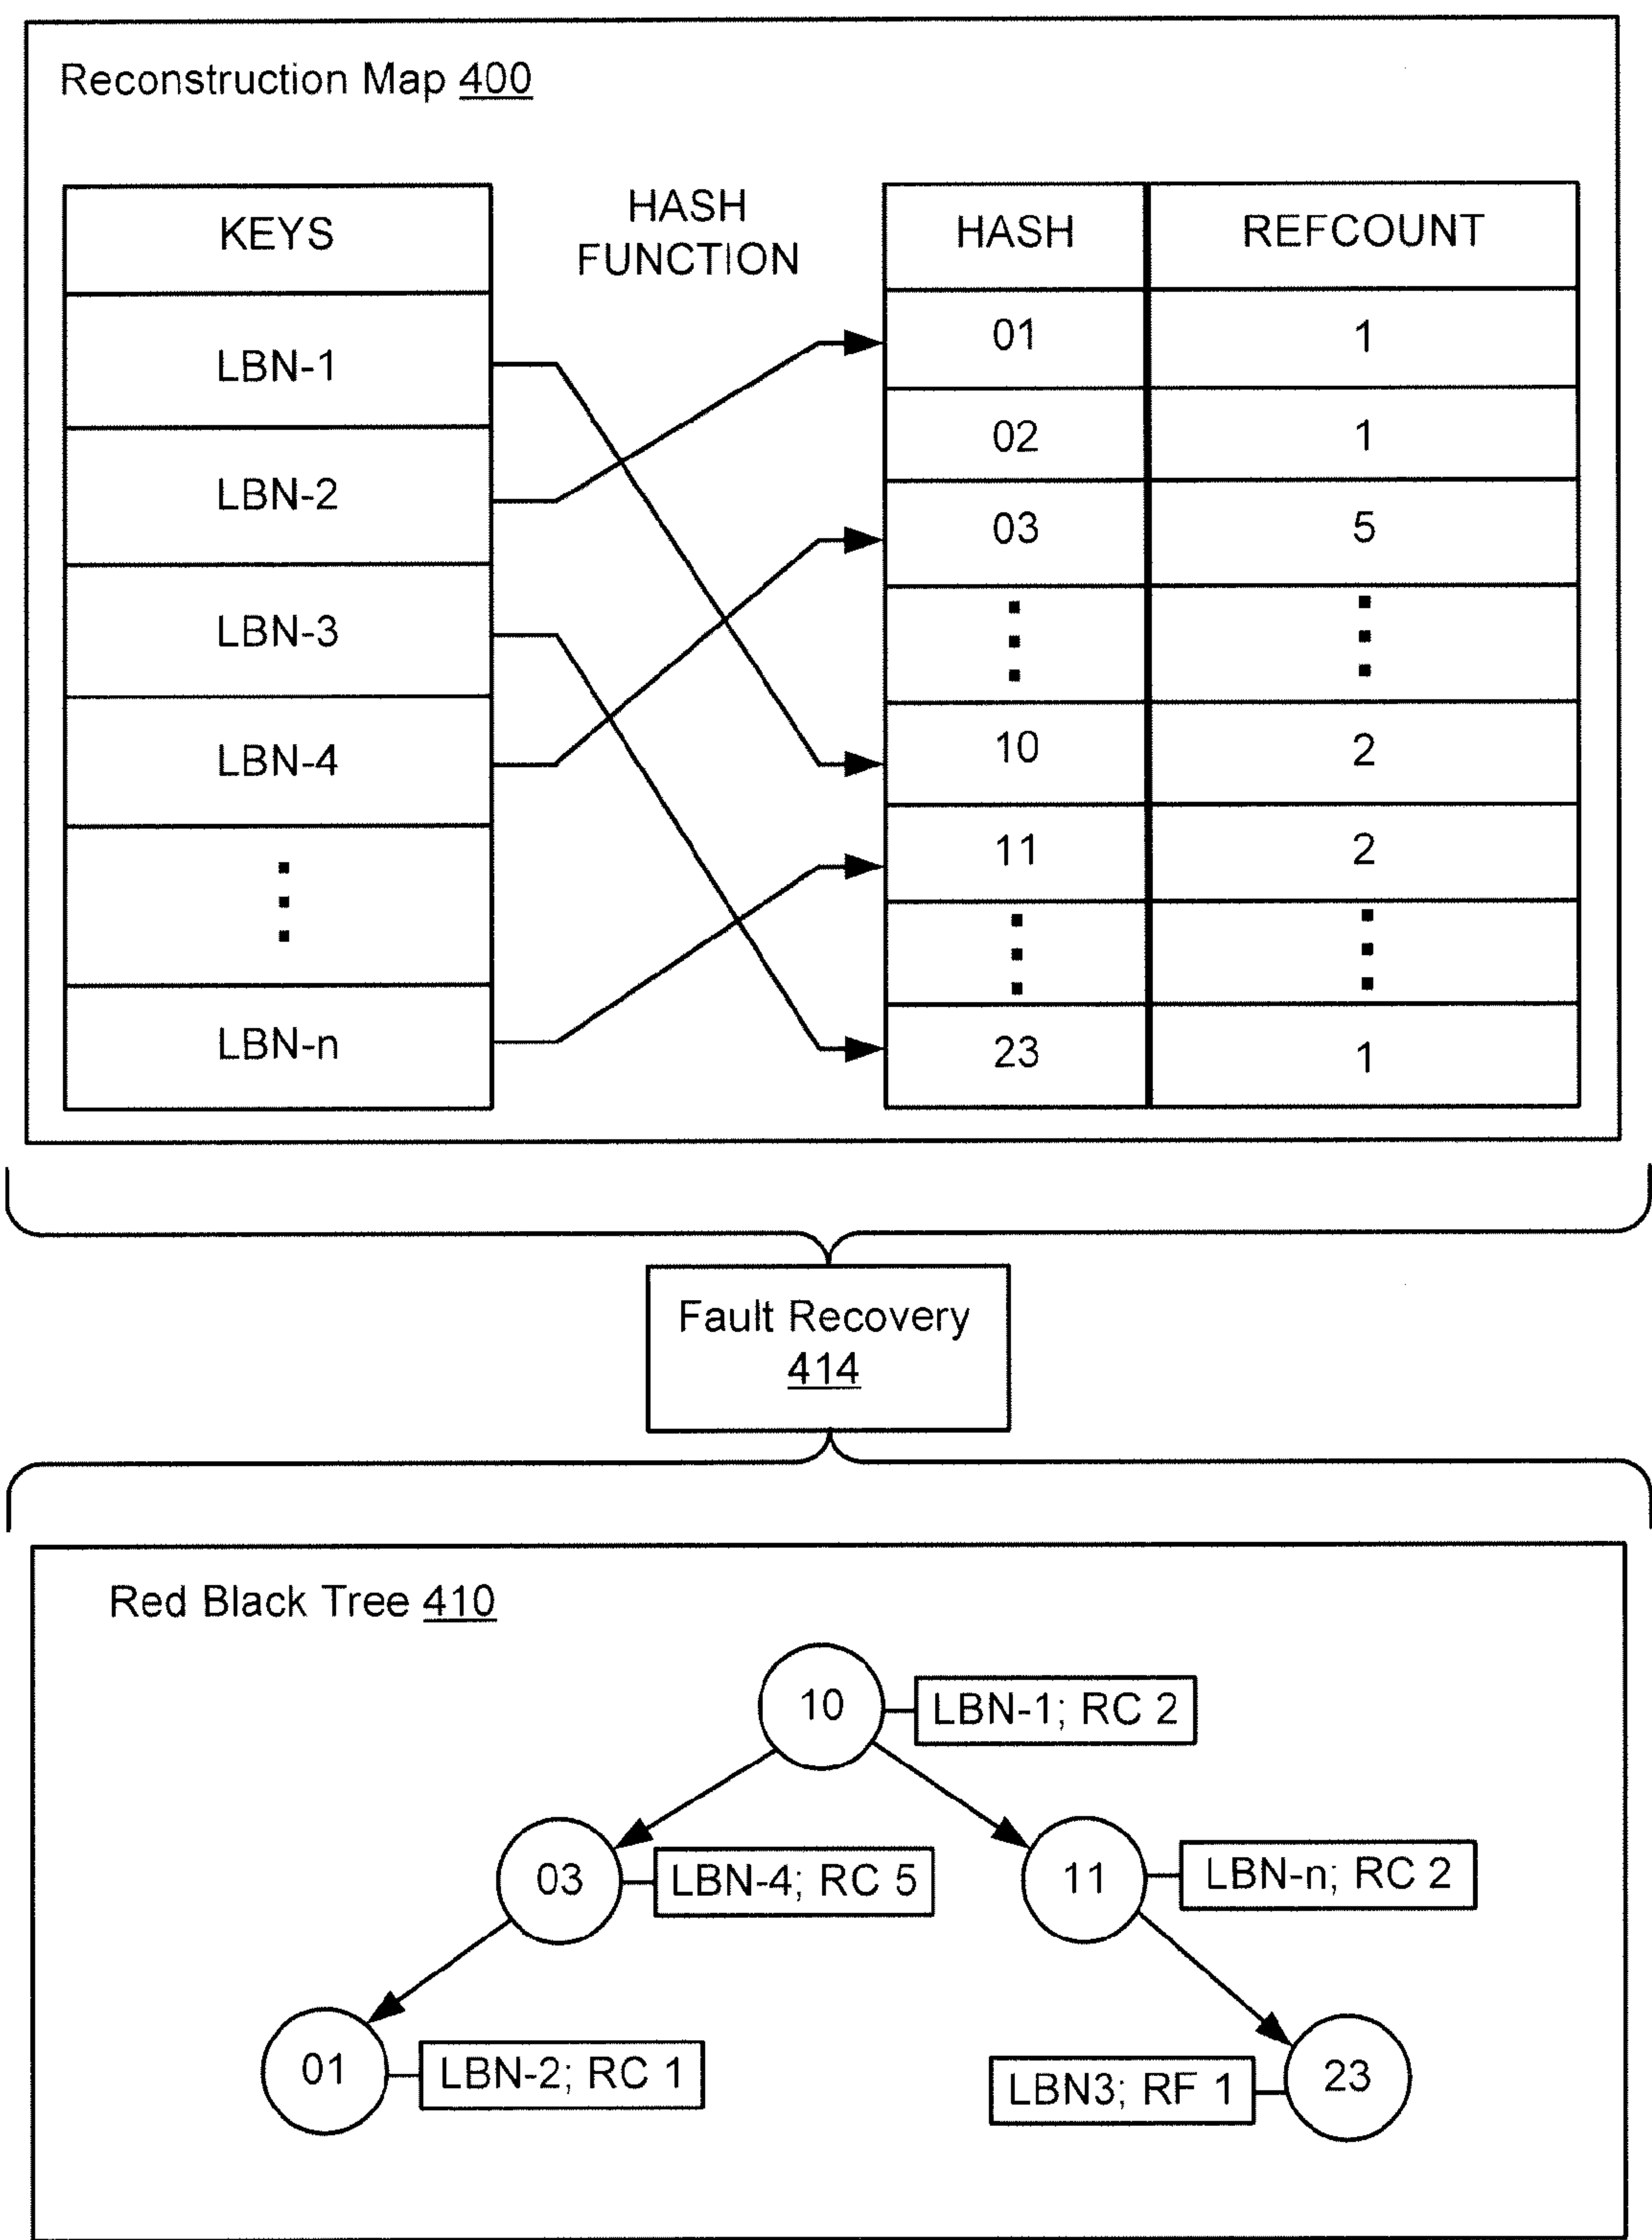 Reconstruction Map 400
KEYS
LBN-1
LBN-2
LBN-3
LBN-4
LBN-n
HASH
FUNCTION
HASH REFCOUNT
01 1
02 1
03 5
10 2
11 2
23 1
Fault Recovery
414
Red Black Tree 410
10 LBN-1; RC 2
03 LBN-4; RC 5
11 LBN-n; RC 2
01 LBN-2; RC 1
LBN3; RF 1 23